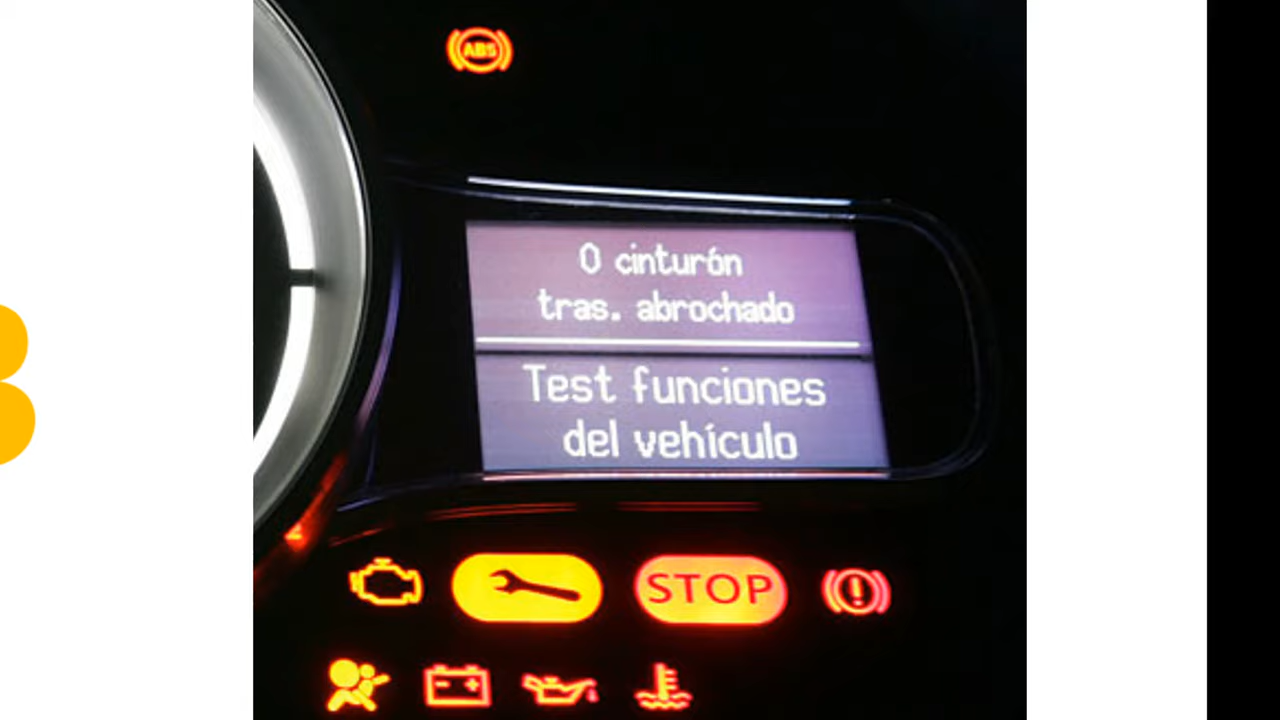 ABS
0 cinturón
tras. abrochado
Test funciones
del vehículo
STOP